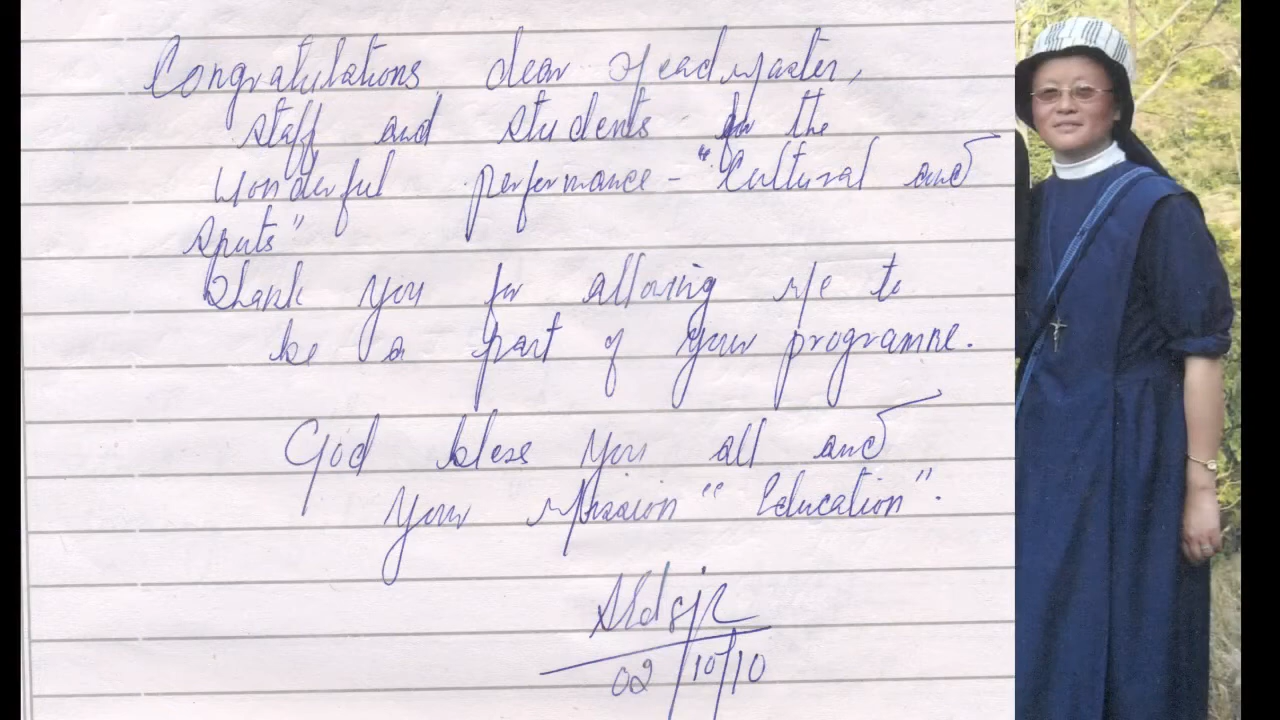 Congratulations dear Headmaster,
staff and students for the
wonderful performance - "Cultural and
Sports"
Thank you for allowing me to
be a part of your programme.
God bless you all and
your mission "Education".
02/10/10